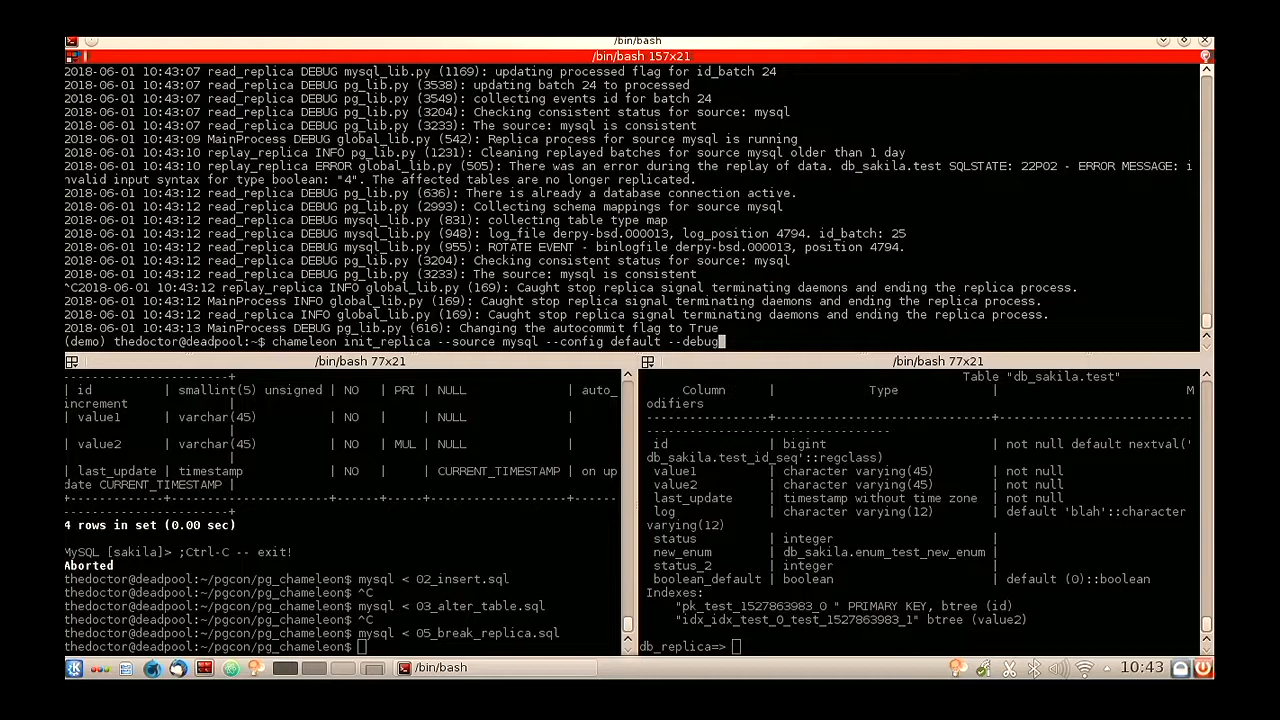 /bin/bash
/bin/bash 157x21
2018-06-01 10:43:07 read_replica DEBUG mysql_lib.py (1169): updating processed flag for id_batch 24
2018-06-01 10:43:07 read_replica DEBUG pg_lib.py (3538): updating batch 24 to processed
2018-06-01 10:43:07 read_replica DEBUG pg_lib.py (3549): collecting events id for batch 24
2018-06-01 10:43:07 read_replica DEBUG pg_lib.py (3204): Checking consistent status for source: mysql
2018-06-01 10:43:07 read_replica DEBUG pg_lib.py (3233): The source: mysql is consistent
2018-06-01 10:43:09 MainProcess DEBUG global_lib.py (542): Replica process for source mysql is running
2018-06-01 10:43:10 replay_replica INFO pg_lib.py (1231): Cleaning replayed batches for source mysql older than 1 day
2018-06-01 10:43:10 replay_replica ERROR global_lib.py (505): There was an error during the replay of data. db_sakila.test SQLSTATE: 22P02 - ERROR MESSAGE: i
nvalid input syntax for type boolean: "4". The affected tables are no longer replicated.
2018-06-01 10:43:12 read_replica DEBUG pg_lib.py (636): There is already a database connection active.
2018-06-01 10:43:12 read_replica DEBUG pg_lib.py (2993): Collecting schema mappings for source mysql
2018-06-01 10:43:12 read_replica DEBUG mysql_lib.py (831): collecting table type map
2018-06-01 10:43:12 read_replica DEBUG mysql_lib.py (948): log_file derpy-bsd.000013, log_position 4794. id_batch: 25
2018-06-01 10:43:12 read_replica DEBUG mysql_lib.py (955): ROTATE EVENT - binlogfile derpy-bsd.000013, position 4794.
2018-06-01 10:43:12 read_replica DEBUG pg_lib.py (3204): Checking consistent status for source: mysql
2018-06-01 10:43:12 read_replica DEBUG pg_lib.py (3233): The source: mysql is consistent
^C2018-06-01 10:43:12 replay_replica INFO global_lib.py (169): Caught stop replica signal terminating daemons and ending the replica process.
2018-06-01 10:43:12 MainProcess INFO global_lib.py (169): Caught stop replica signal terminating daemons and ending the replica process.
2018-06-01 10:43:12 read_replica INFO global_lib.py (169): Caught stop replica signal terminating daemons and ending the replica process.
2018-06-01 10:43:13 MainProcess DEBUG pg_lib.py (616): Changing the autocommit flag to True
(demo) thedoctor@deadpool:~$ chameleon init_replica --source mysql --config default --debug
/bin/bash 77x21
-----------------------+
| id | smallint(5) unsigned | NO | PRI | NULL | auto_
increment |
| value1 | varchar(45) | NO | | NULL |
|
| value2 | varchar(45) | NO | MUL | NULL |
|
| last_update | timestamp | NO | | CURRENT_TIMESTAMP | on up
date CURRENT_TIMESTAMP |
+-------------+----------------------+------+-----+-------------------+------
-----------------------+
4 rows in set (0.00 sec)
MySQL [sakila]> ;Ctrl-C -- exit!
Aborted
thedoctor@deadpool:~/pgcon/pg_chameleon$ mysql < 02_insert.sql
thedoctor@deadpool:~/pgcon/pg_chameleon$ ^C
thedoctor@deadpool:~/pgcon/pg_chameleon$ mysql < 03_alter_table.sql
thedoctor@deadpool:~/pgcon/pg_chameleon$ ^C
thedoctor@deadpool:~/pgcon/pg_chameleon$ mysql < 05_break_replica.sql
thedoctor@deadpool:~/pgcon/pg_chameleon$
/bin/bash 77x21
Table "db_sakila.test"
Column | Type | M
odifiers
-----------------+------------------------------+----------------------------
--------------------------------
id | bigint | not null default nextval('
db_sakila.test_id_seq'::regclass)
value1 | character varying(45) | not null
value2 | character varying(45) | not null
last_update | timestamp without time zone | not null
log | character varying(12) | default 'blah'::character
varying(12)
status | integer |
new_enum | db_sakila.enum_test_new_enum |
status_2 | integer |
boolean_default | boolean | default (0)::boolean
Indexes:
"pk_test_1527863983_0 " PRIMARY KEY, btree (id)
"idx_idx_test_0_test_1527863983_1" btree (value2)
db_replica=>
/bin/bash
10:43